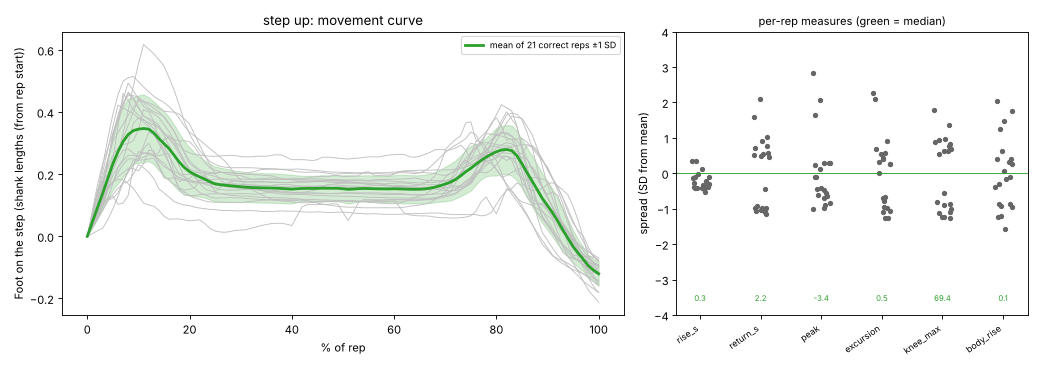 step up: movement curve
Foot on the step (shank lengths (from rep start))
0.6
0.4
0.2
0.0
−0.2
mean of 21 correct reps ±1 SD
0
20
40
60
80
100
% of rep
per-rep measures (green = median)
spread (SD from mean)
4
3
2
1
0
−1
−2
−3
−4
0.3
2.2
-3.4
0.5
69.4
0.1
rise_s
return_s
peak
excursion
knee_max
body_rise